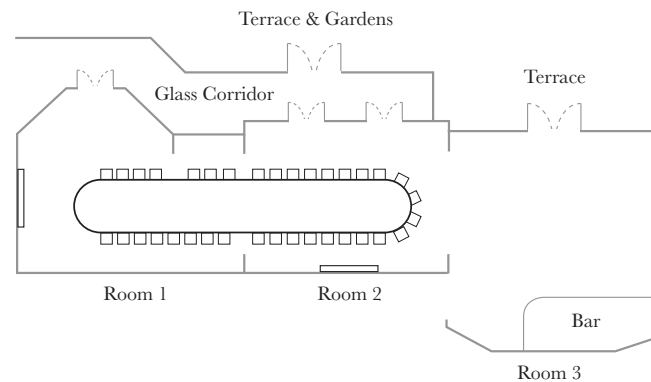 Terrace & Gardens
Terrace
Glass Corridor
Room 1
Room 2
Bar
Room 3